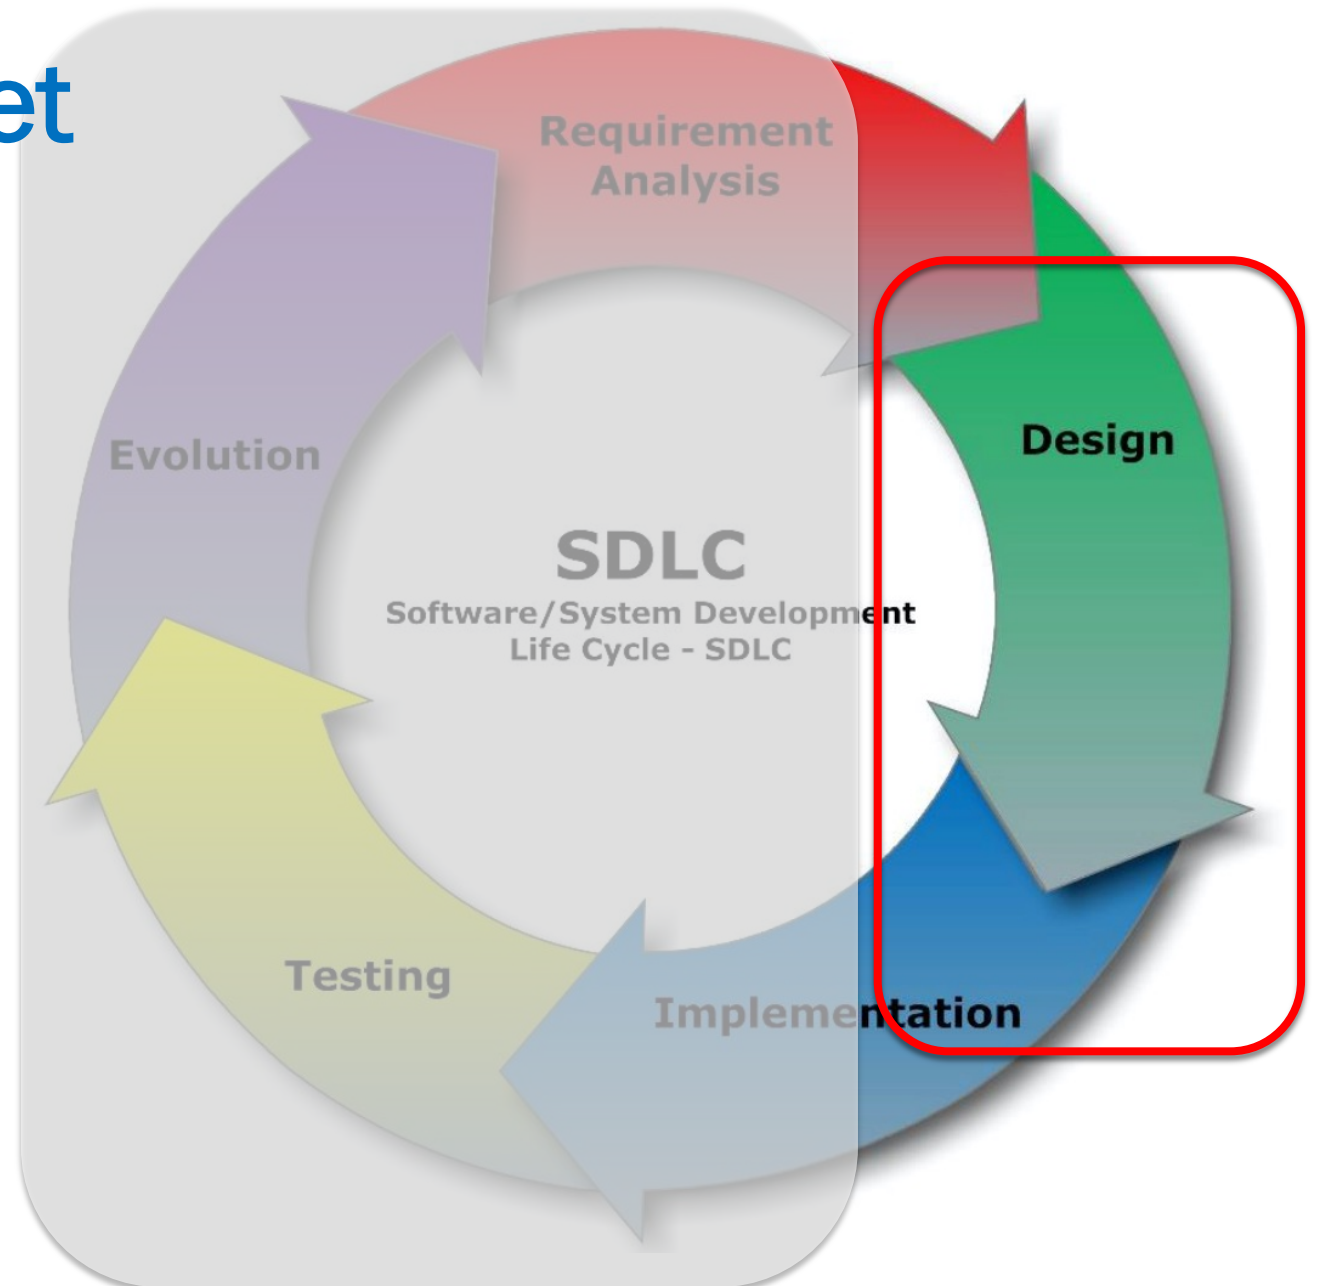 et
Requirement
Analysis
Design
Evolution
SDLC
Software/System Development
Life Cycle - SDLC
Testing
Implementation